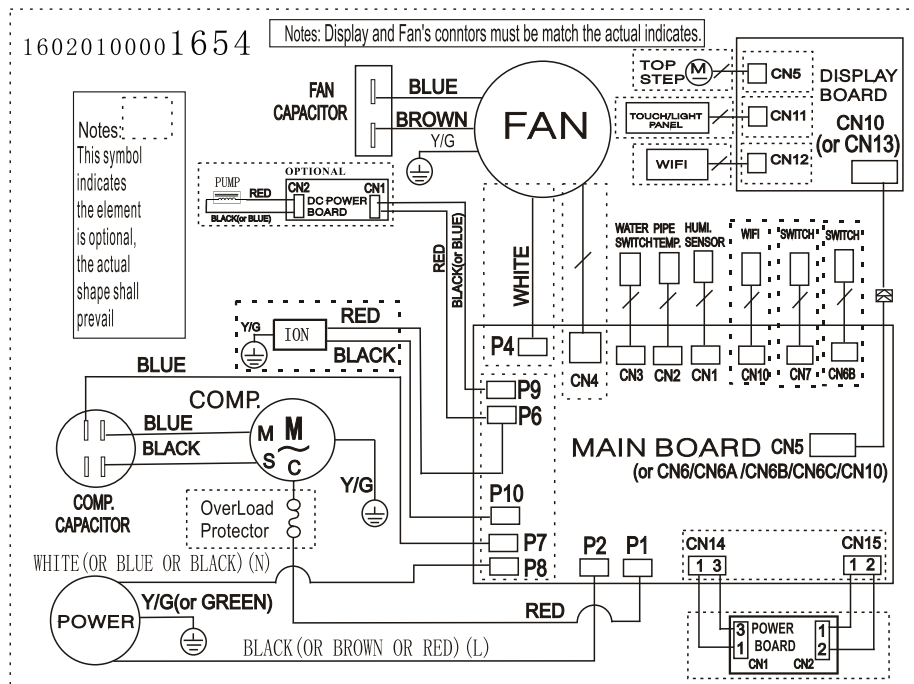 16020100001654
Notes: Display and Fan's conntors must be match the actual indicates.
Notes:
This symbol
indicates
the element
is optional,
the actual
shape shall
prevail
FAN
CAPACITOR
BLUE
BROWN
Y/G
FAN
TOP
STEP
M
CN5
TOUCH/LIGHT
PANEL
CN11
WIFI
CN12
DISPLAY
BOARD
CN10
(or CN13)
OPTIONAL
PUMP
RED
BLACK(or BLUE)
CN2
CN1
DC POWER
BOARD
RED
BLACK(or BLUE)
WHITE
WATER
SWITCH
PIPE
TEMP.
HUMI.
SENSOR
WIFI
SWITCH
SWITCH
CN3
CN2
CN1
CN10
CN7
CN6B
P4
CN4
Y/G
ION
RED
BLACK
P9
P6
BLUE
COMP.
BLUE
BLACK
M
S
C
M
~
Y/G
COMP.
CAPACITOR
OverLoad
Protector
MAIN BOARD
CN5
(or CN6/CN6A /CN6B/CN6C/CN10)
P10
P7
P8
P2
P1
CN14
1 3
CN15
1 2
WHITE(OR BLUE OR BLACK)(N)
POWER
Y/G(or GREEN)
RED
BLACK(OR BROWN OR RED)(L)
3
1
POWER
BOARD
CN1
CN2
1
2